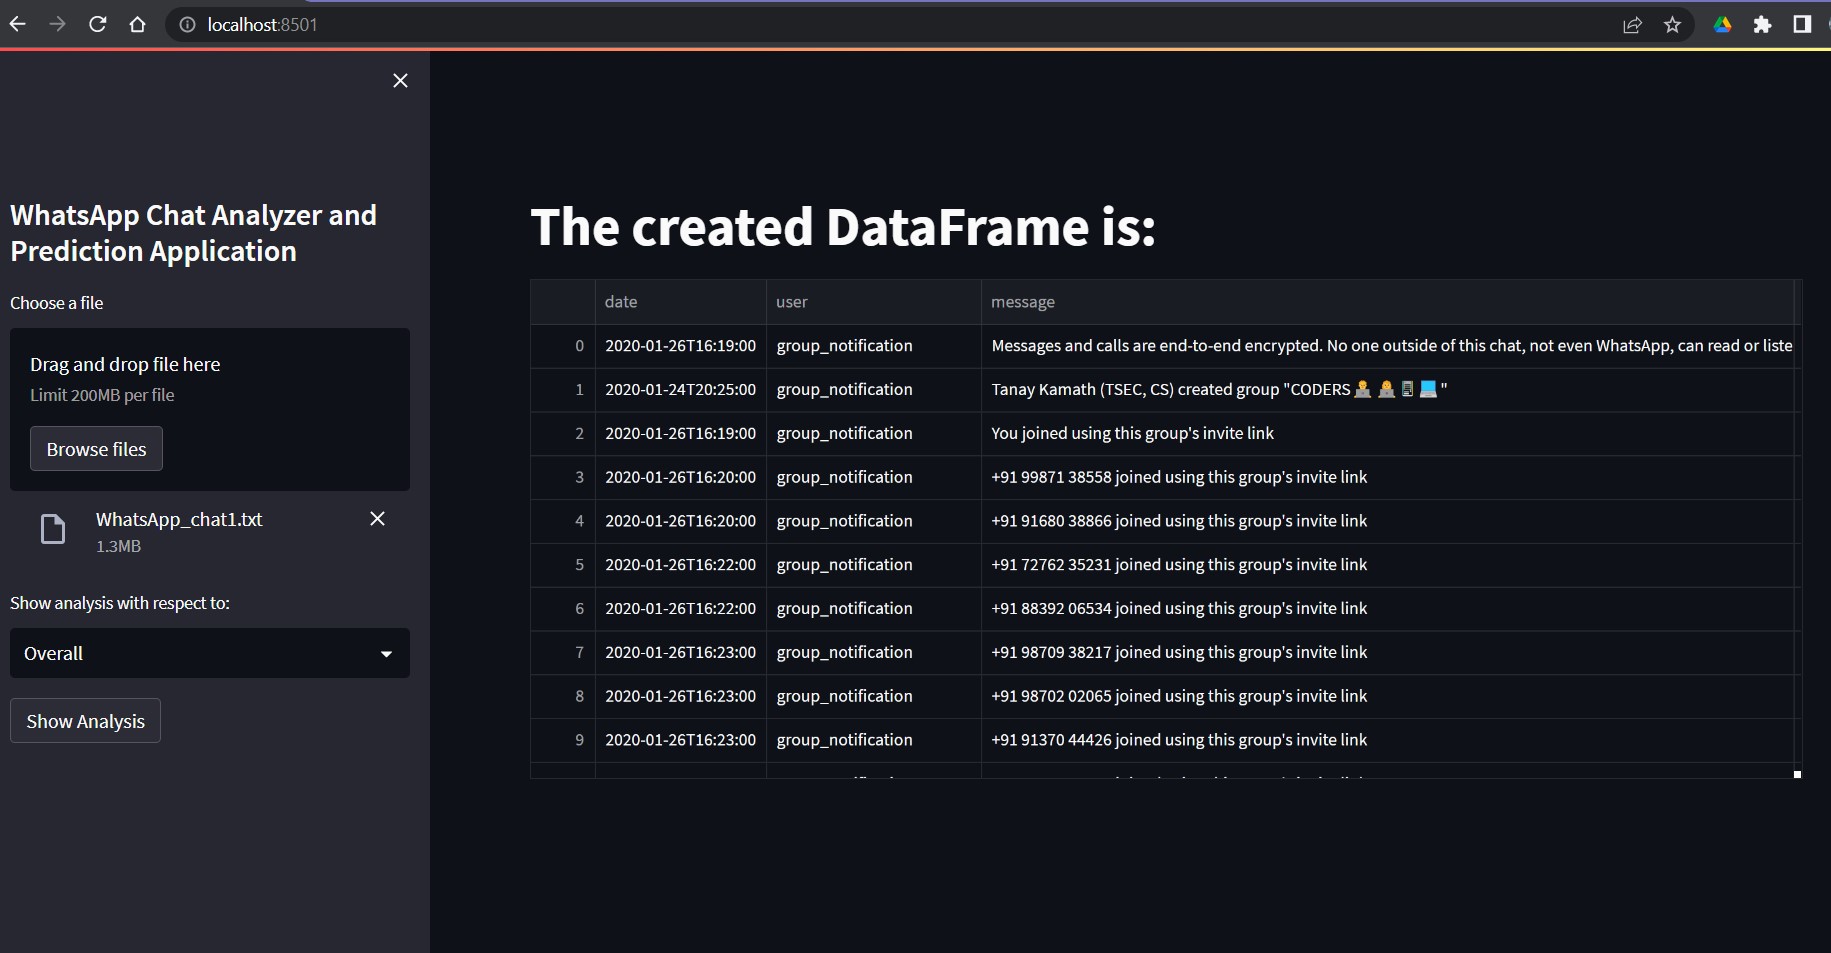 localhost:8501
WhatsApp Chat Analyzer and
Prediction Application
Choose a file
Drag and drop file here
Limit 200MB per file
Browse files
WhatsApp_chat1.txt
1.3MB
Show analysis with respect to:
Overall
Show Analysis
The created DataFrame is:
date user message
0 2020-01-26T16:19:00 group_notification Messages and calls are end-to-end encrypted. No one outside of this chat, not even WhatsApp, can read or liste
1 2020-01-24T20:25:00 group_notification Tanay Kamath (TSEC, CS) created group "CODERS👨‍💻👩‍💻🖥💻"
2 2020-01-26T16:19:00 group_notification You joined using this group's invite link
3 2020-01-26T16:20:00 group_notification +91 99871 38558 joined using this group's invite link
4 2020-01-26T16:20:00 group_notification +91 91680 38866 joined using this group's invite link
5 2020-01-26T16:22:00 group_notification +91 72762 35231 joined using this group's invite link
6 2020-01-26T16:22:00 group_notification +91 88392 06534 joined using this group's invite link
7 2020-01-26T16:23:00 group_notification +91 98709 38217 joined using this group's invite link
8 2020-01-26T16:23:00 group_notification +91 98702 02065 joined using this group's invite link
9 2020-01-26T16:23:00 group_notification +91 91370 44426 joined using this group's invite link